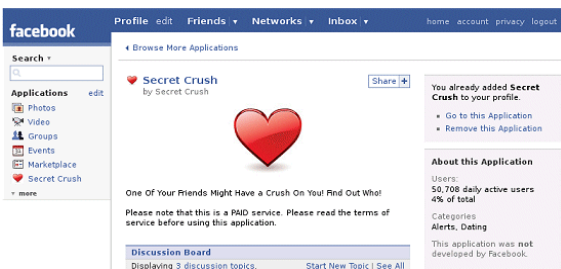 facebook
Profile edit Friends ▾ Networks ▾ Inbox ▾ home account privacy logout
Search ▾
Applications edit
Photos
Video
Groups
Events
Marketplace
Secret Crush
▾ more
Browse More Applications
Secret Crush
by Secret Crush
Share +
One Of Your Friends Might Have a Crush On You! Find Out Who!
Please note that this is a PAID service. Please read the terms of
service before using this application.
Discussion Board
Displaying 3 discussion topics. Start New Topic | See All
You already added Secret
Crush to your profile.
Go to this Application
Remove this Application
About this Application
Users:
50,708 daily active users
4% of total
Categories
Alerts, Dating
This application was not
developed by Facebook.